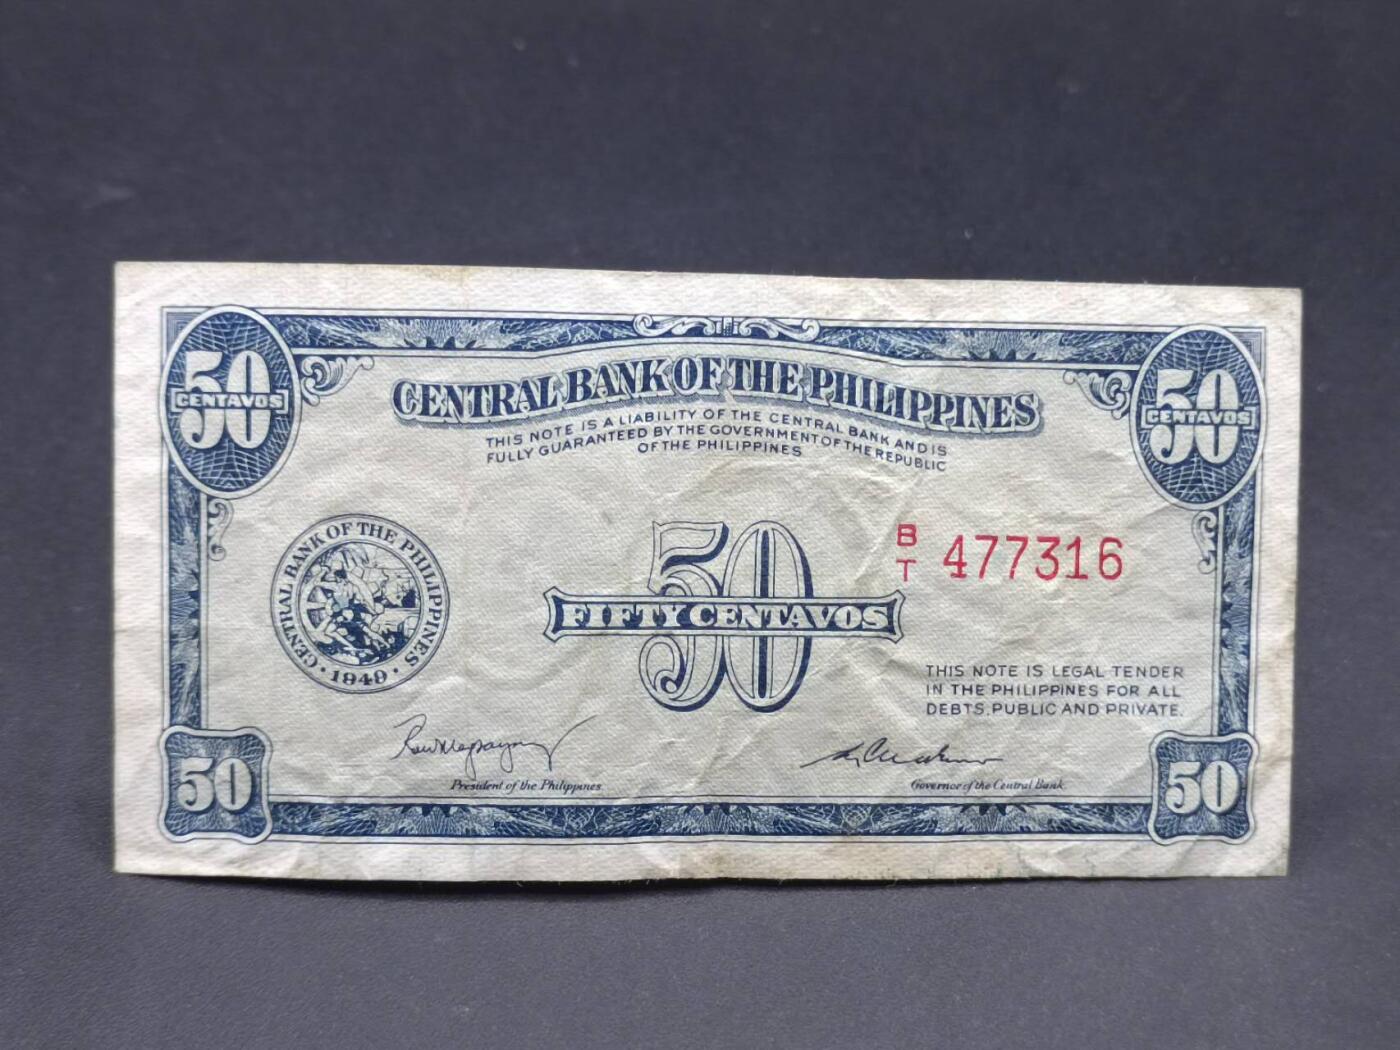 50
CENTAVOS
50
CENTAVOS
CENTRAL BANK OF THE PHILIPPINES
THIS NOTE IS A LIABILITY OF THE CENTRAL BANK AND IS
FULLY GUARANTEED BY THE GOVERNMENT OF THE REPUBLIC
OF THE PHILIPPINES
CENTRAL BANK OF THE PHILIPPINES
· 1949 ·
50
FIFTY CENTAVOS
B/T 477316
THIS NOTE IS LEGAL TENDER
IN THE PHILIPPINES FOR ALL
DEBTS, PUBLIC AND PRIVATE.
President of the Philippines
Governor of the Central Bank
50
50